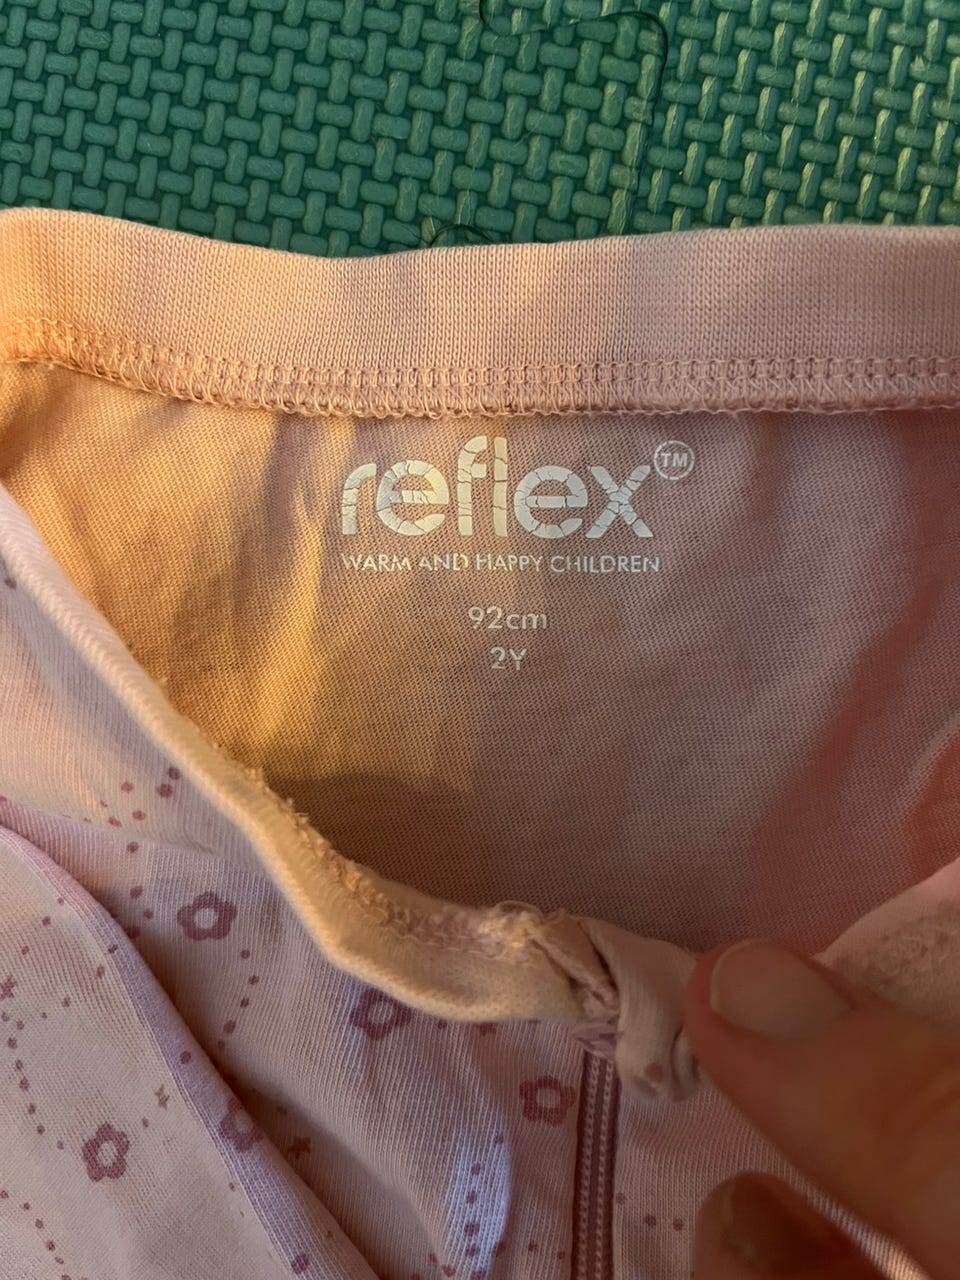 reflex™
WARM AND HAPPY CHILDREN
92cm
2Y